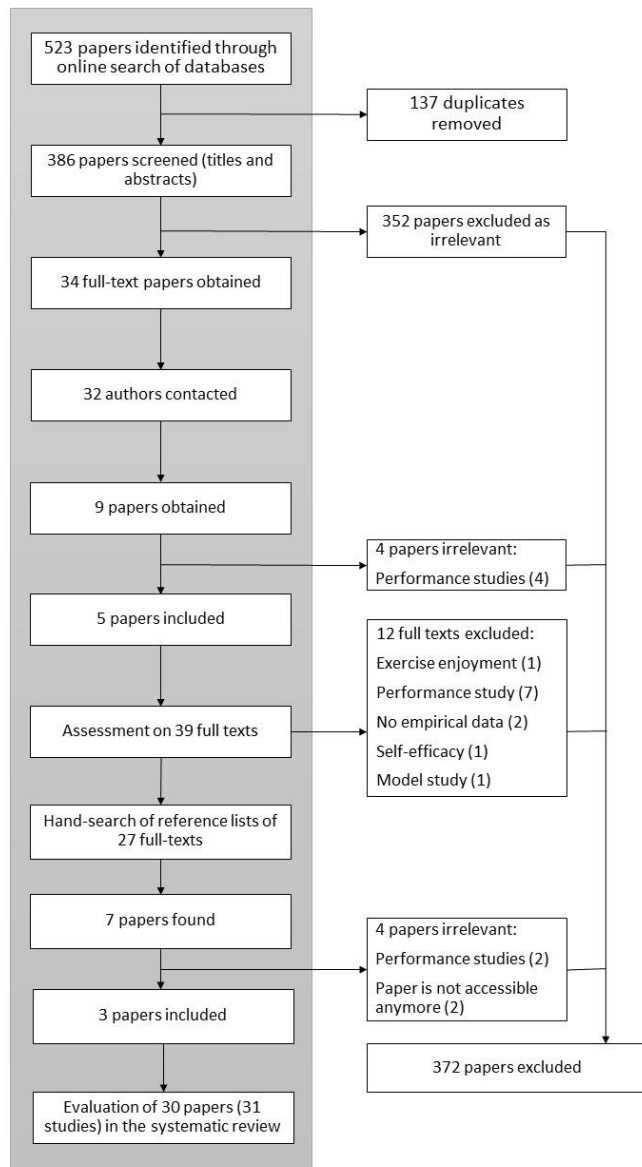 523 papers identified through
online search of databases
137 duplicates
removed
386 papers screened (titles and
abstracts)
352 papers excluded as
irrelevant
34 full-text papers obtained
32 authors contacted
9 papers obtained
4 papers irrelevant:
Performance studies (4)
5 papers included
12 full texts excluded:
Exercise enjoyment (1)
Performance study (7)
No empirical data (2)
Self-efficacy (1)
Model study (1)
Assessment on 39 full texts
Hand-search of reference lists of
27 full-texts
7 papers found
4 papers irrelevant:
Performance studies (2)
Paper is not accessible
anymore (2)
3 papers included
372 papers excluded
Evaluation of 30 papers (31
studies) in the systematic review